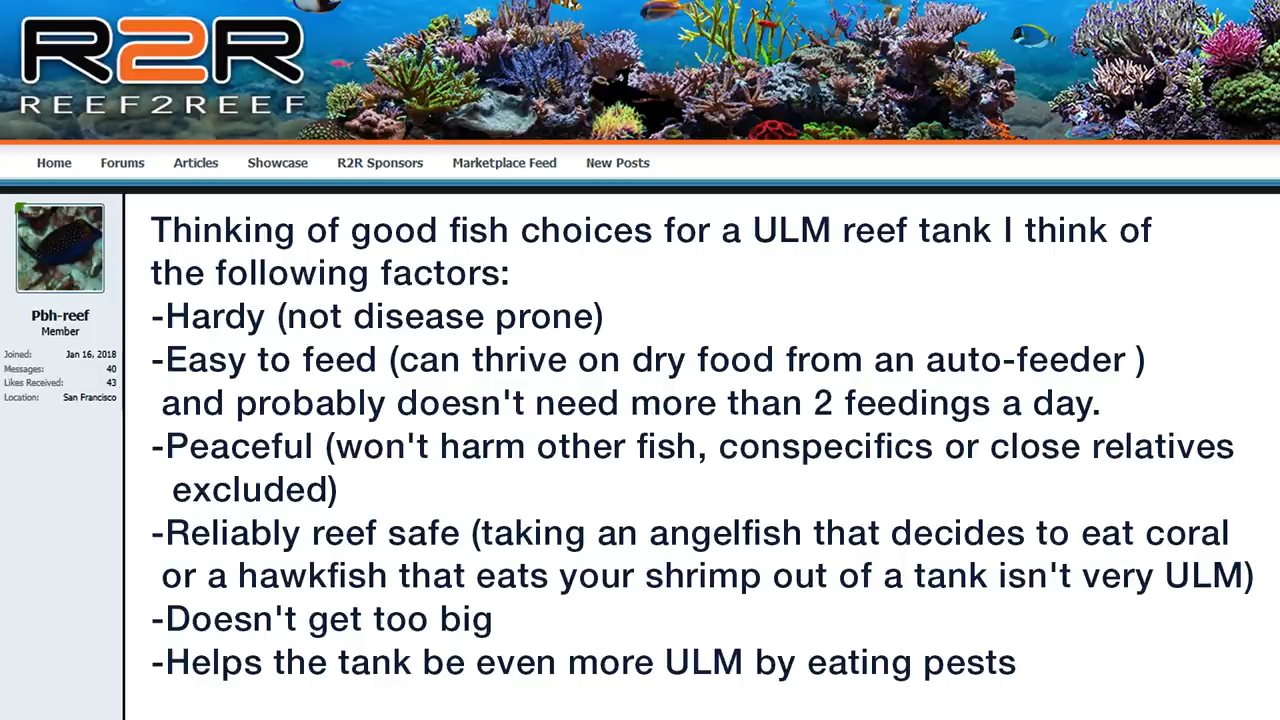 R2R
REEF2REEF
Home Forums Articles Showcase R2R Sponsors Marketplace Feed New Posts
Pbh-reef
Member
Joined: Jan 16, 2018
Messages: 40
Likes Received: 43
Location: San Francisco
Thinking of good fish choices for a ULM reef tank I think of
the following factors:
-Hardy (not disease prone)
-Easy to feed (can thrive on dry food from an auto-feeder )
and probably doesn't need more than 2 feedings a day.
-Peaceful (won't harm other fish, conspecifics or close relatives
excluded)
-Reliably reef safe (taking an angelfish that decides to eat coral
or a hawkfish that eats your shrimp out of a tank isn't very ULM)
-Doesn't get too big
-Helps the tank be even more ULM by eating pests